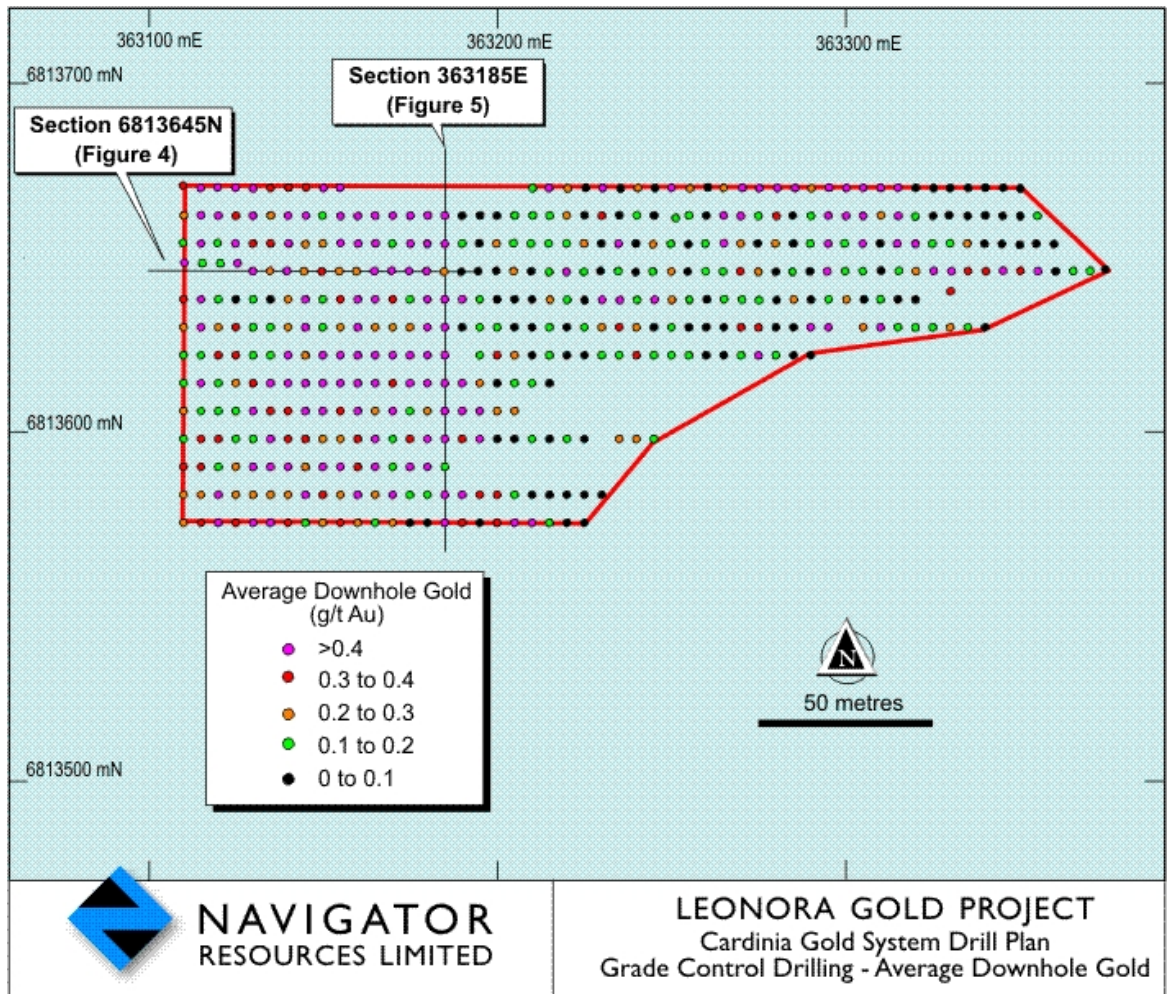 363100 mE
363200 mE
363300 mE
6813700 mN
Section 363185E
(Figure 5)
Section 6813645N
(Figure 4)
6813600 mN
Average Downhole Gold
(g/t Au)
>0.4
0.3 to 0.4
0.2 to 0.3
0.1 to 0.2
0 to 0.1
N
50 metres
6813500 mN
NAVIGATOR
RESOURCES LIMITED
LEONORA GOLD PROJECT
Cardinia Gold System Drill Plan
Grade Control Drilling - Average Downhole Gold